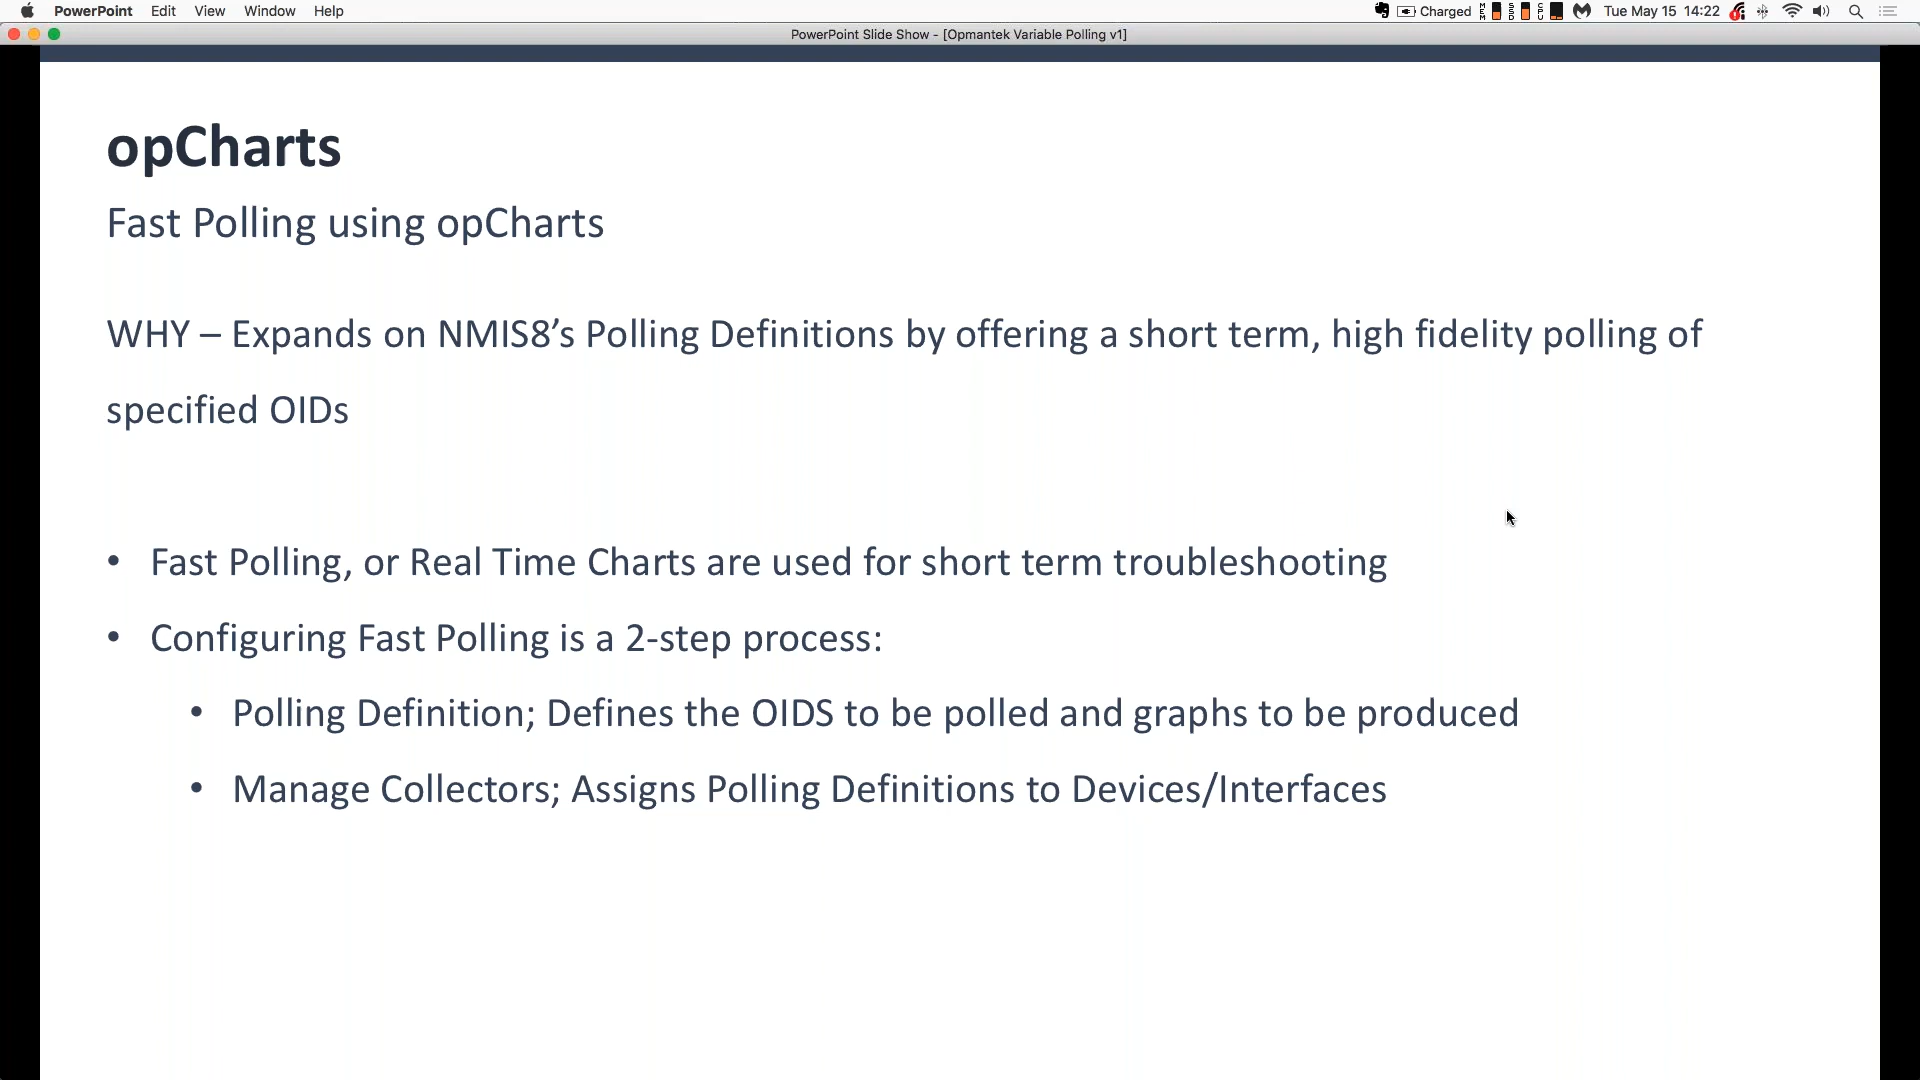 PowerPoint Edit View Window Help Charged MEM SSD CPU Tue May 15 14:22
PowerPoint Slide Show - [Opmantek Variable Polling v1]
opCharts
Fast Polling using opCharts
WHY – Expands on NMIS8’s Polling Definitions by offering a short term, high fidelity polling of
specified OIDs
• Fast Polling, or Real Time Charts are used for short term troubleshooting
• Configuring Fast Polling is a 2-step process:
• Polling Definition; Defines the OIDS to be polled and graphs to be produced
• Manage Collectors; Assigns Polling Definitions to Devices/Interfaces